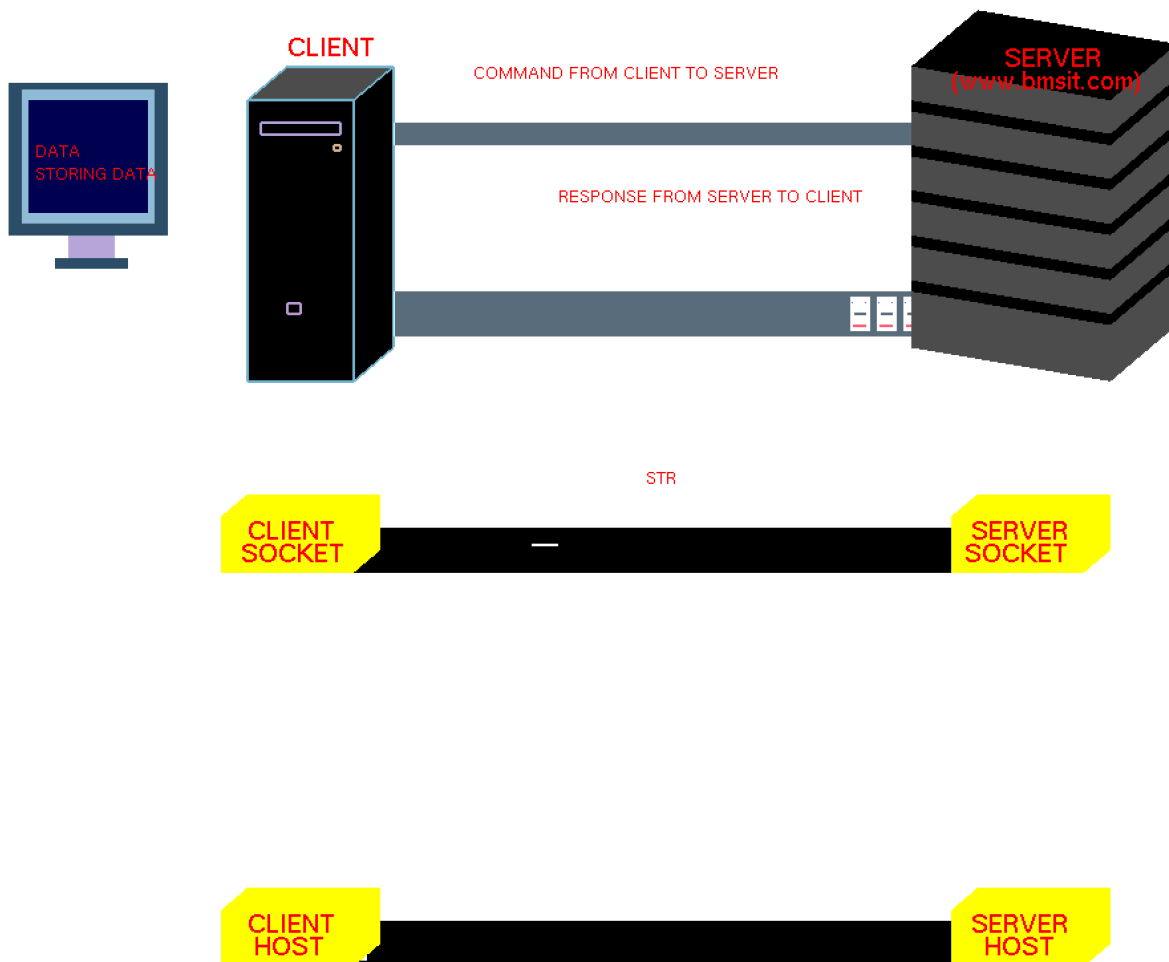 CLIENT
COMMAND FROM CLIENT TO SERVER
SERVER
(www.bmsit.com)
DATA
STORING DATA
RESPONSE FROM SERVER TO CLIENT
STR
CLIENT
SOCKET
SERVER
SOCKET
CLIENT
HOST
SERVER
HOST